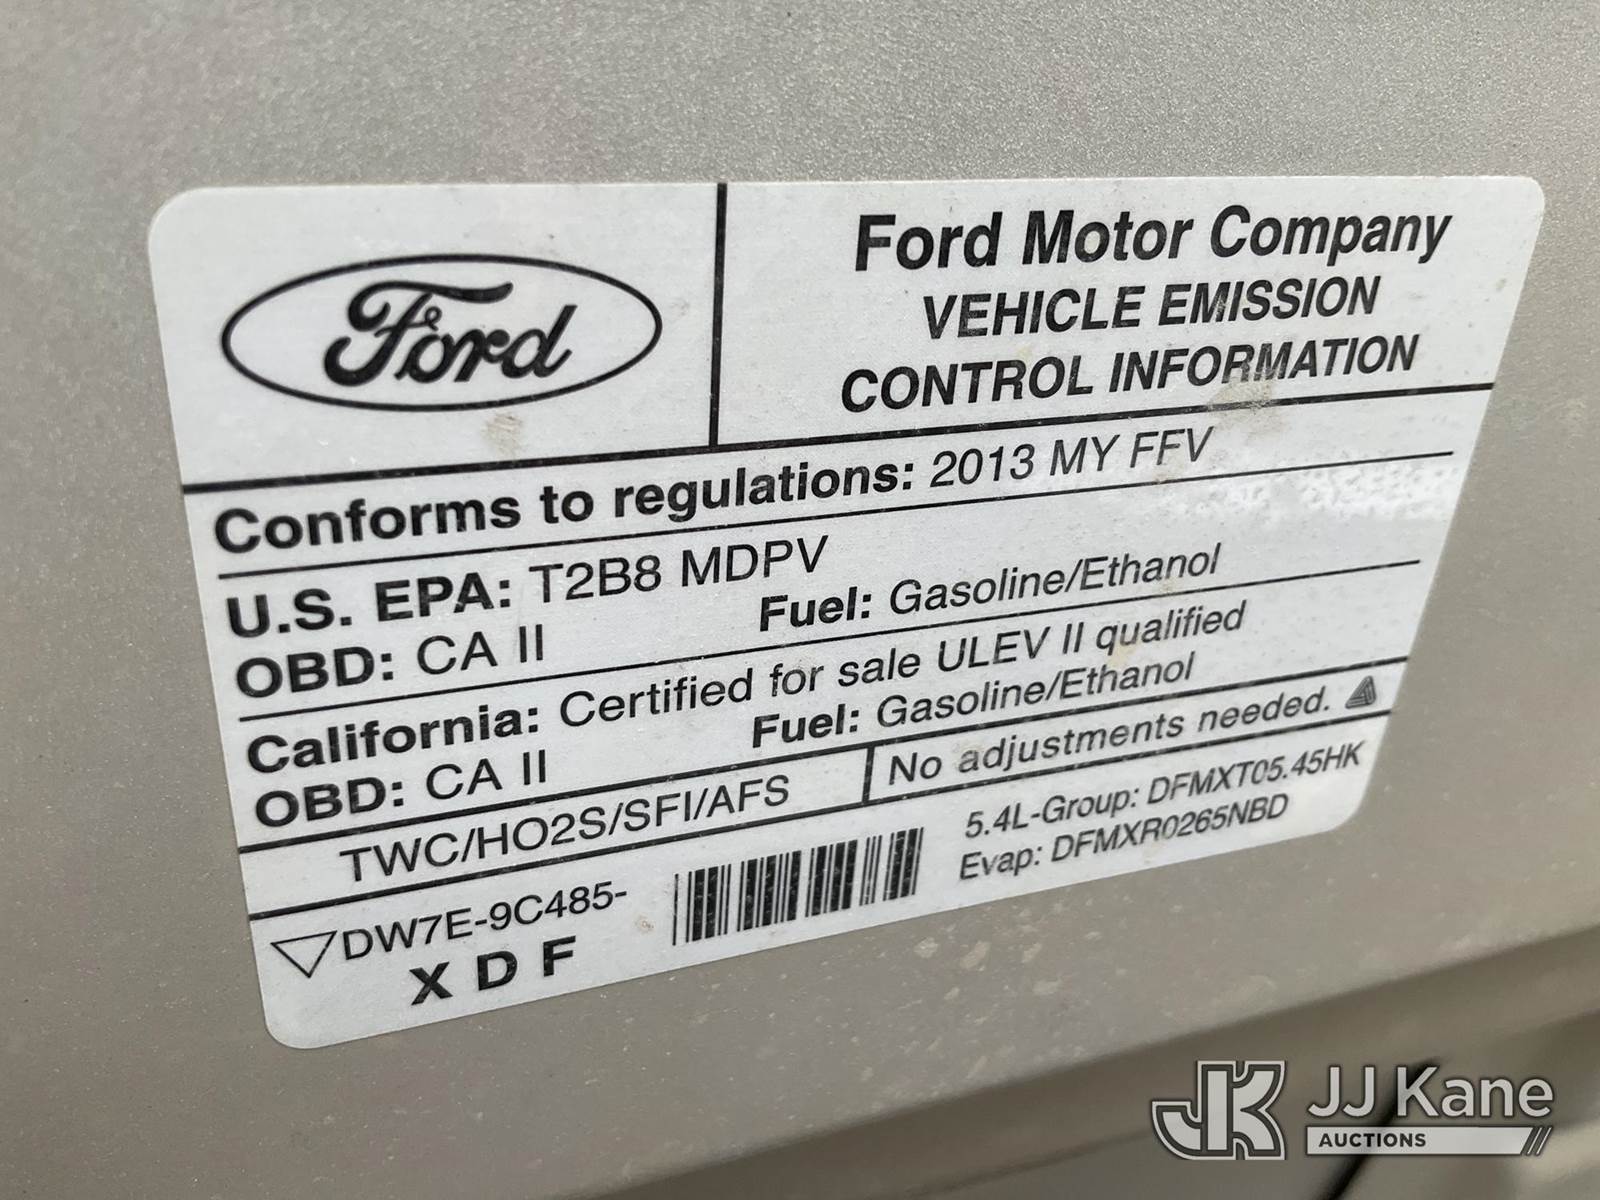 Ford
Ford Motor Company
VEHICLE EMISSION
CONTROL INFORMATION
Conforms to regulations: 2013 MY FFV
U.S. EPA: T2B8 MDPV
OBD: CA II Fuel: Gasoline/Ethanol
California: Certified for sale ULEV II qualified
OBD: CA II Fuel: Gasoline/Ethanol
TWC/HO2S/SFI/AFS
No adjustments needed.
DW7E-9C485-
X D F
5.4L-Group: DFMXT05.45HK
Evap: DFMXR0265NBD
JK JJ Kane
AUCTIONS